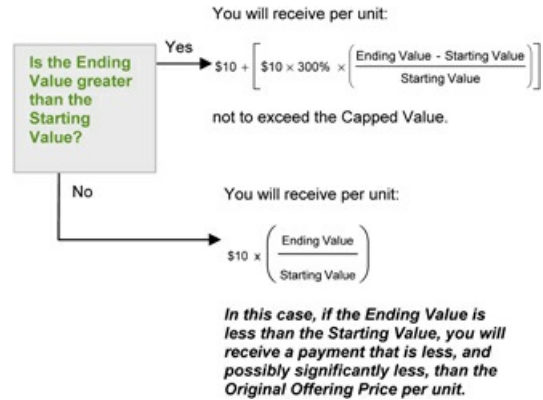 You will receive per unit:
Yes
Is the Ending
Value greater
than the
Starting
Value?
$10 + [ $10 × 300% × ( Ending Value - Starting Value / Starting Value ) ]
not to exceed the Capped Value.
No
You will receive per unit:
$10 x ( Ending Value / Starting Value )
In this case, if the Ending Value is
less than the Starting Value, you will
receive a payment that is less, and
possibly significantly less, than the
Original Offering Price per unit.